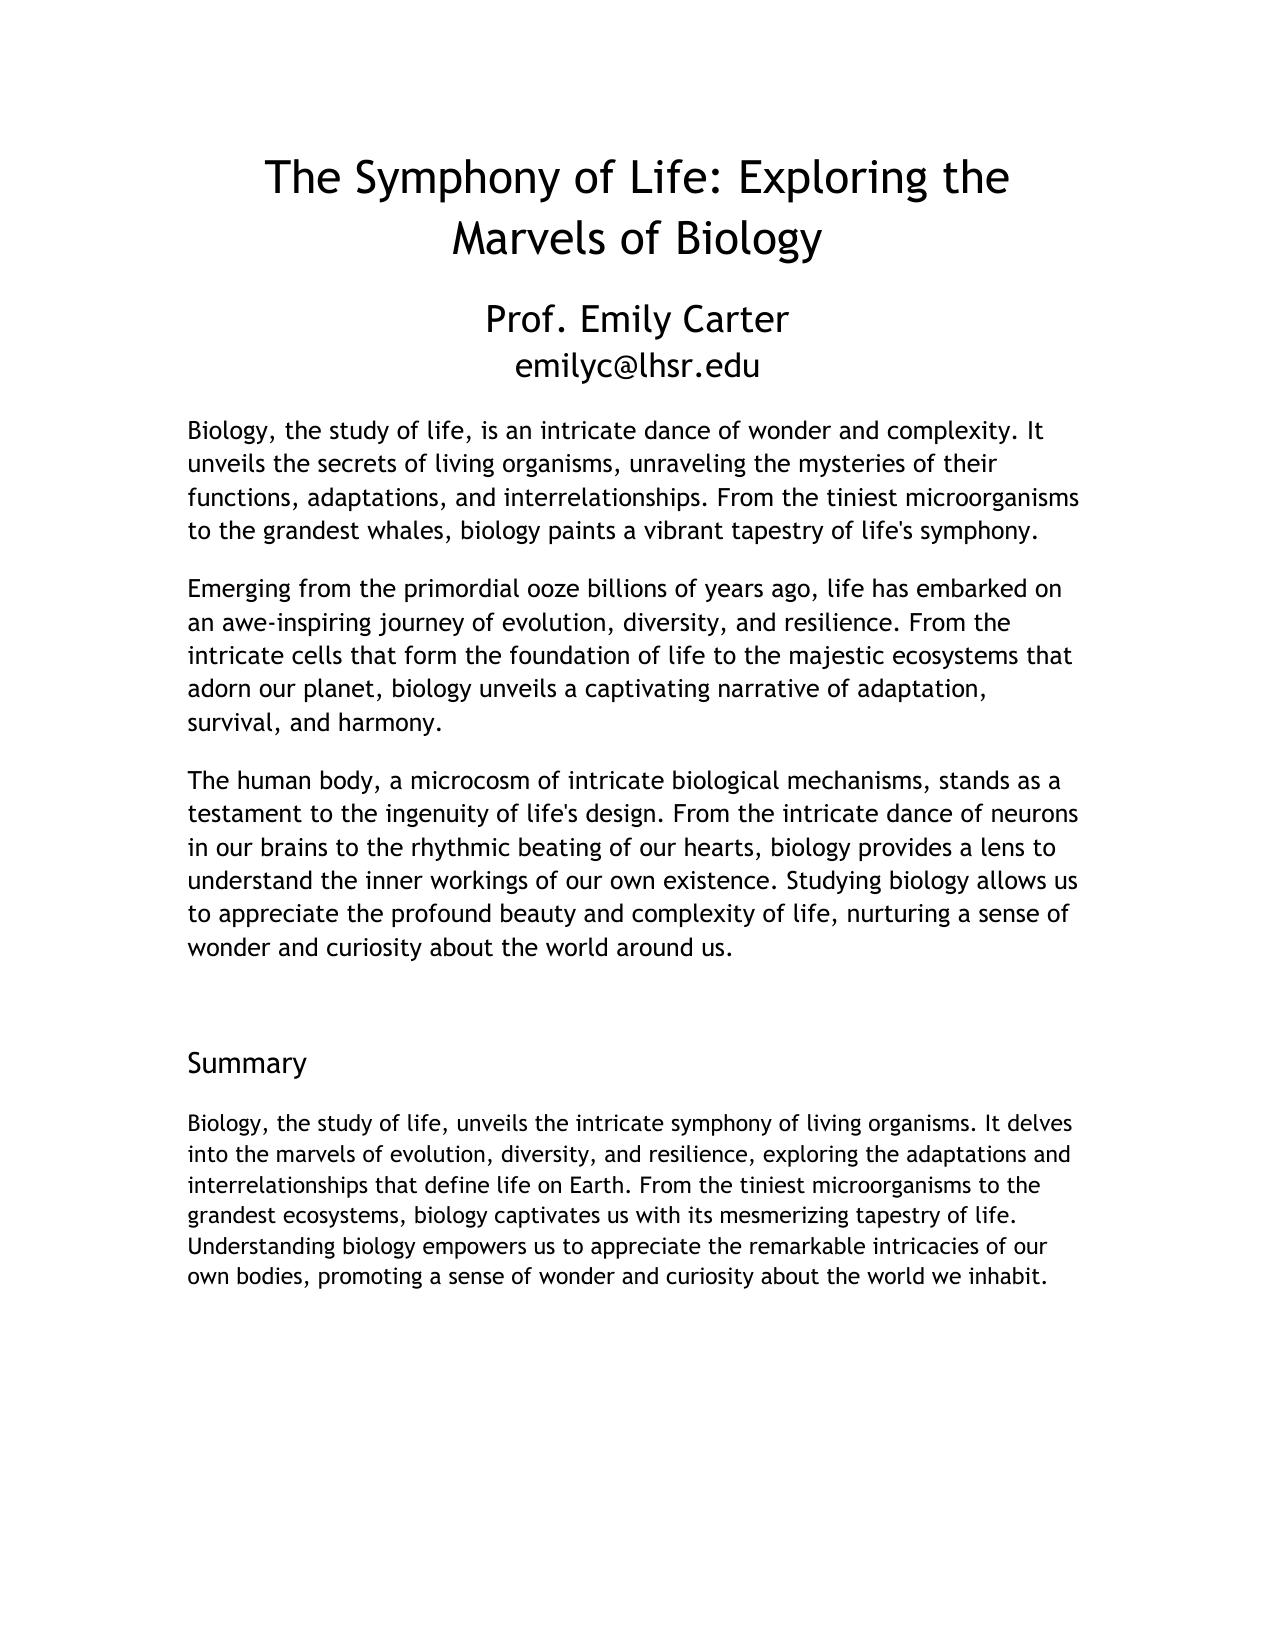 The Symphony of Life: Exploring the
Marvels of Biology
Prof. Emily Carter
emilyc@lhsr.edu
Biology, the study of life, is an intricate dance of wonder and complexity. It
unveils the secrets of living organisms, unraveling the mysteries of their
functions, adaptations, and interrelationships. From the tiniest microorganisms
to the grandest whales, biology paints a vibrant tapestry of life's symphony.
Emerging from the primordial ooze billions of years ago, life has embarked on
an awe-inspiring journey of evolution, diversity, and resilience. From the
intricate cells that form the foundation of life to the majestic ecosystems that
adorn our planet, biology unveils a captivating narrative of adaptation,
survival, and harmony.
The human body, a microcosm of intricate biological mechanisms, stands as a
testament to the ingenuity of life's design. From the intricate dance of neurons
in our brains to the rhythmic beating of our hearts, biology provides a lens to
understand the inner workings of our own existence. Studying biology allows us
to appreciate the profound beauty and complexity of life, nurturing a sense of
wonder and curiosity about the world around us.
Summary
Biology, the study of life, unveils the intricate symphony of living organisms. It delves
into the marvels of evolution, diversity, and resilience, exploring the adaptations and
interrelationships that define life on Earth. From the tiniest microorganisms to the
grandest ecosystems, biology captivates us with its mesmerizing tapestry of life.
Understanding biology empowers us to appreciate the remarkable intricacies of our
own bodies, promoting a sense of wonder and curiosity about the world we inhabit.